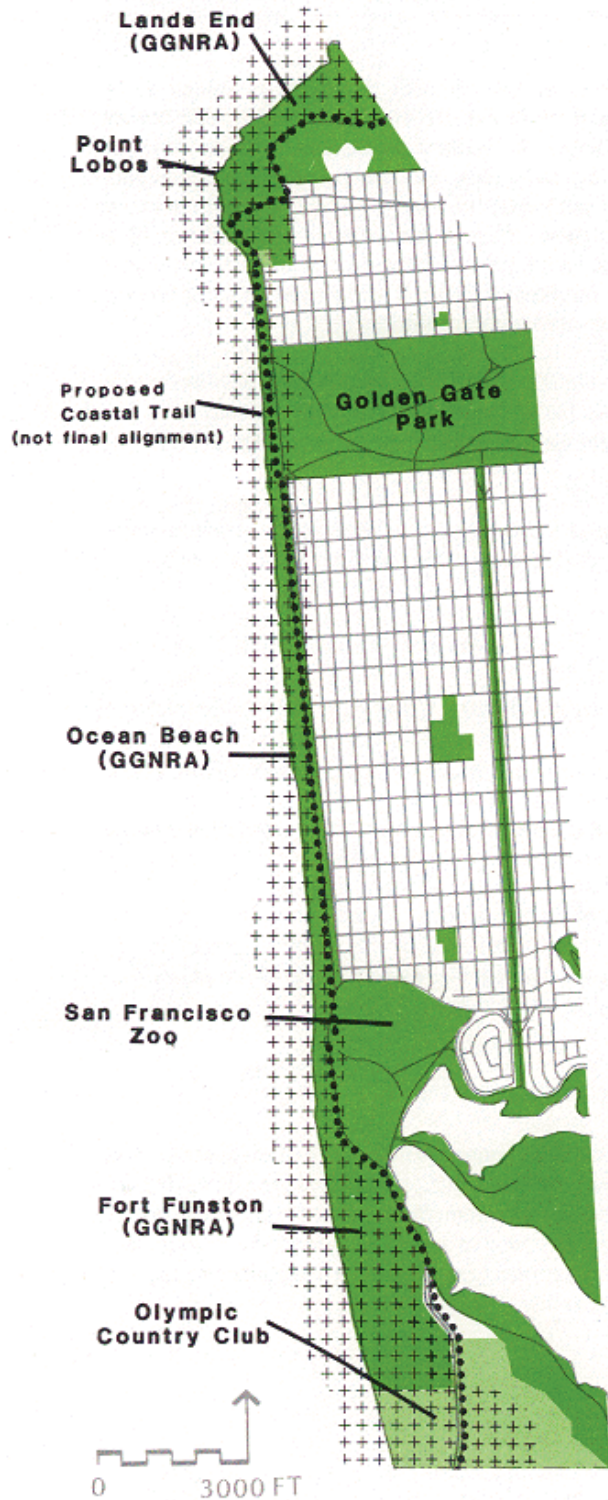 Lands End
(GGNRA)
Point
Lobos
Proposed
Coastal Trail
(not final alignment)
Golden Gate
Park
Ocean Beach
(GGNRA)
San Francisco
Zoo
Fort Funston
(GGNRA)
Olympic
Country Club
0 3000 FT